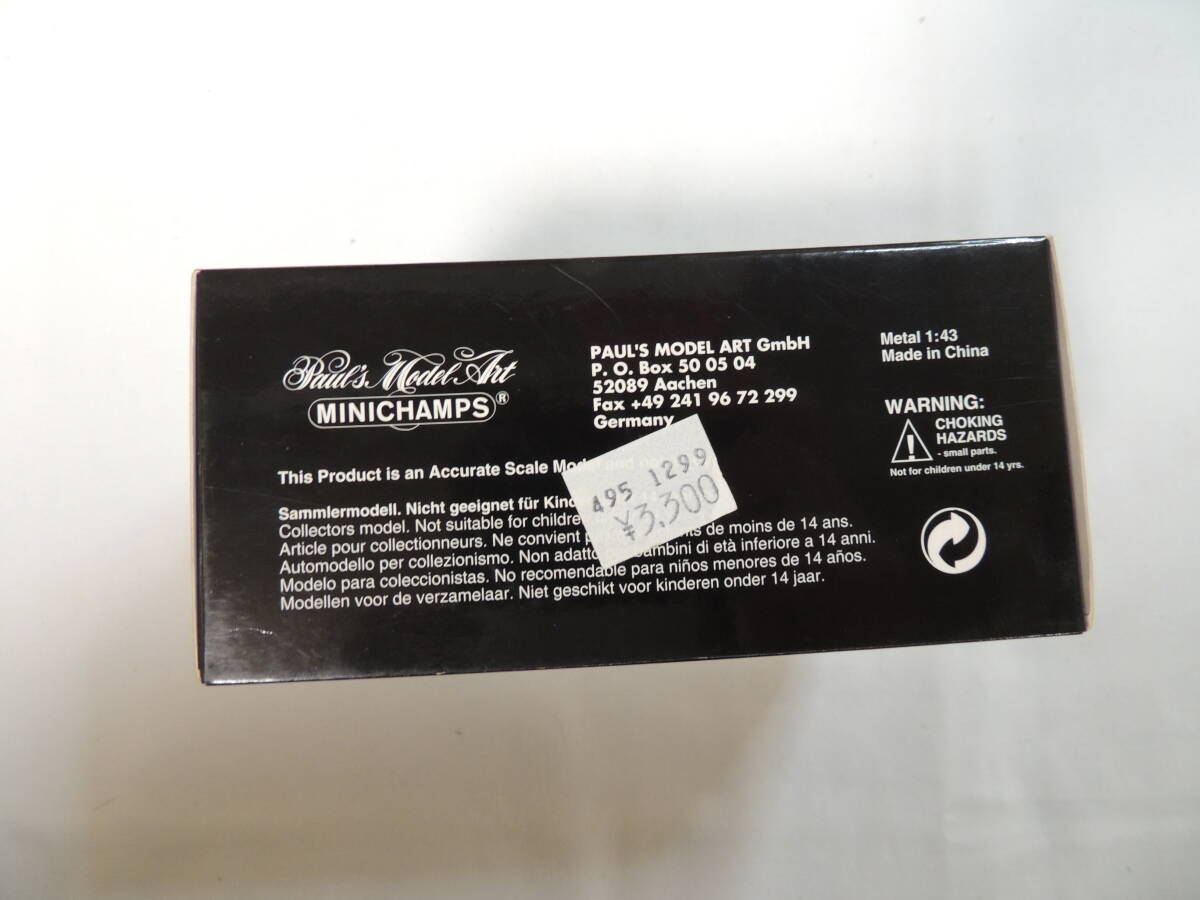 Paul's Model Art
MINICHAMPS®
PAUL'S MODEL ART GmbH
P. O. Box 50 05 04
52089 Aachen
Fax +49 241 96 72 299
Germany
Metal 1:43
Made in China
WARNING:
CHOKING
HAZARDS
- small parts.
Not for children under 14 yrs.
This Product is an Accurate Scale Model and not
Sammlermodell. Nicht geeignet für
Collectors model. Not suitable for
Article pour collectionneurs. Ne convient de moins de 14 ans.
Automodello per collezionismo. Non adatto bambini di età inferiore a 14 anni.
Modelo para coleccionistas. No recomendable para niños menores de 14 años.
Modellen voor de verzamelaar. Niet geschikt voor kinderen onder 14 jaar.
495 1299
¥3,300